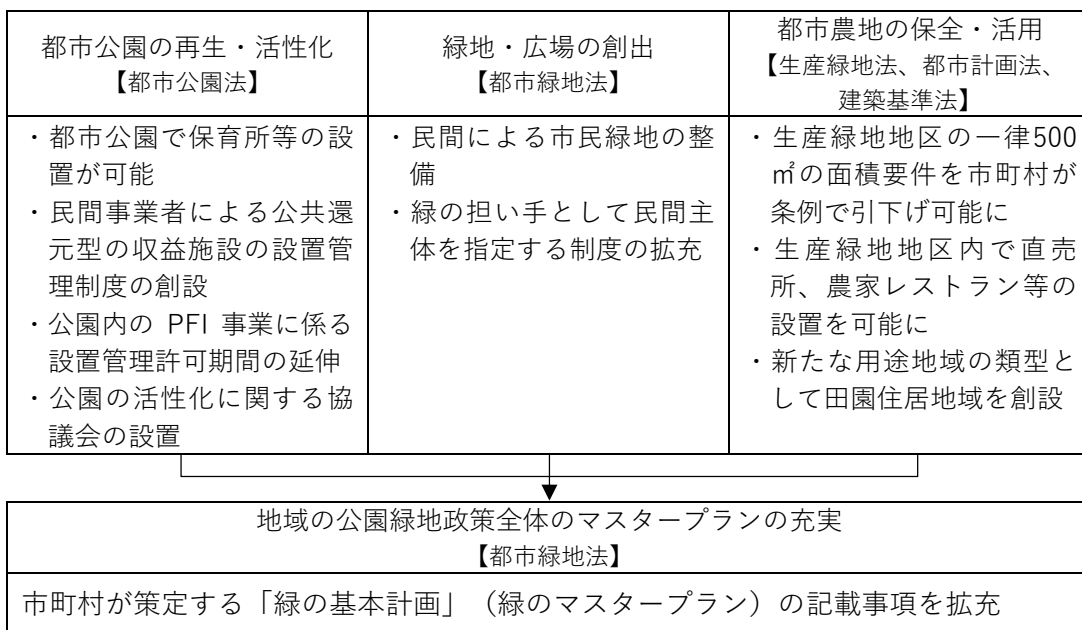 都市公園の再生・活性化
【都市公園法】
・都市公園で保育所等の設
置が可能
・民間事業者による公共還
元型の収益施設の設置管
理制度の創設
・公園内の PFI 事業に係る
設置管理許可期間の延伸
・公園の活性化に関する協
議会の設置
緑地・広場の創出
【都市緑地法】
・民間による市民緑地の整
備
・緑の担い手として民間主
体を指定する制度の拡充
都市農地の保全・活用
【生産緑地法、都市計画法、
建築基準法】
・生産緑地地区の一律500
㎡の面積要件を市町村が
条例で引下げ可能に
・生産緑地地区内で直売
所、農家レストラン等の
設置を可能に
・新たな用途地域の類型と
して田園住居地域を創設
地域の公園緑地政策全体のマスタープランの充実
【都市緑地法】
市町村が策定する「緑の基本計画」（緑のマスタープラン）の記載事項を拡充